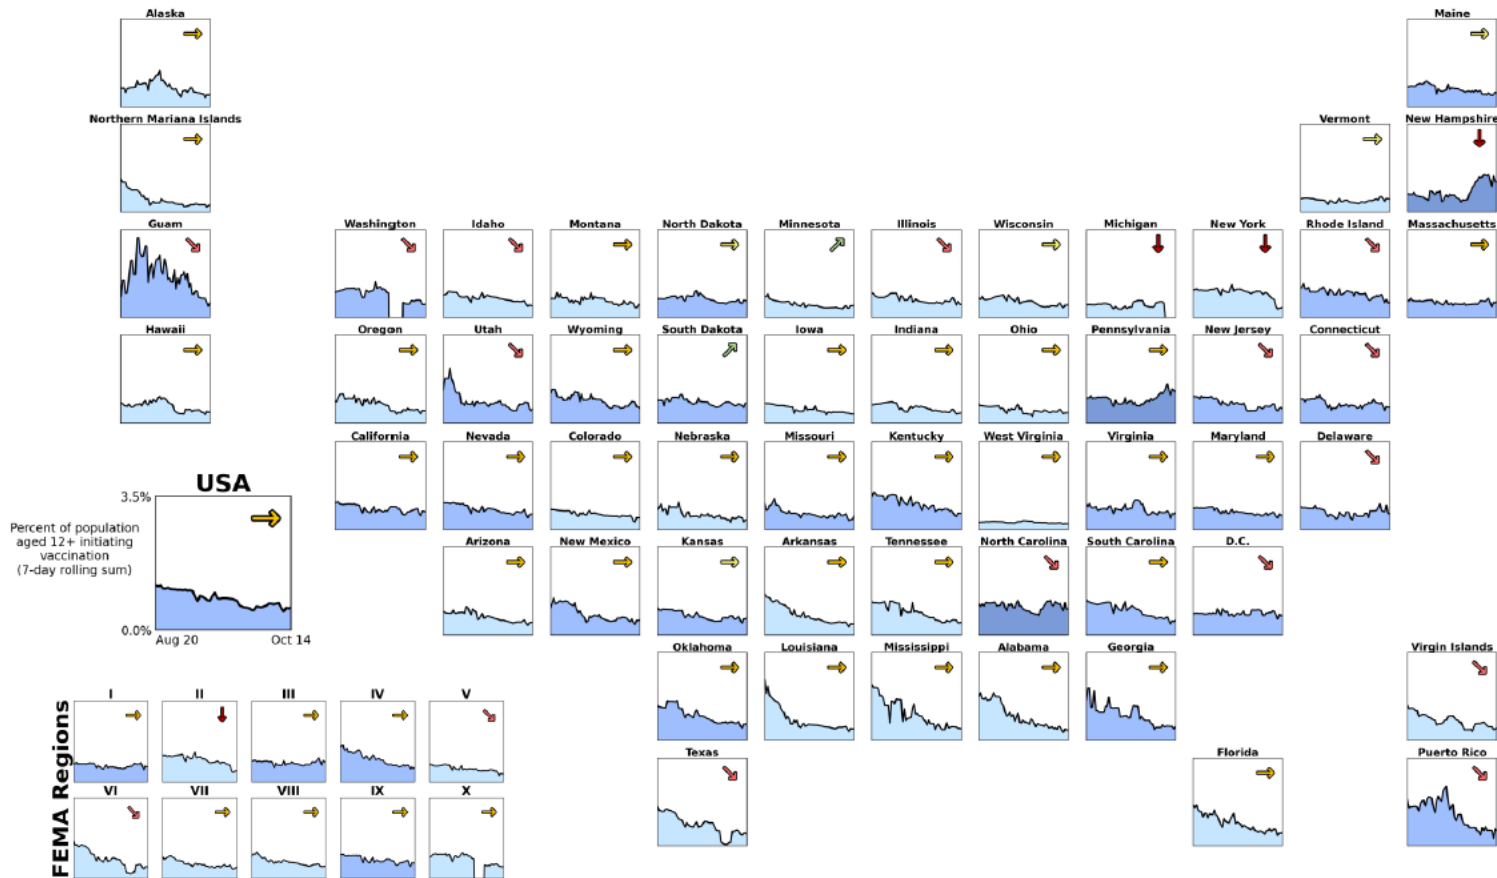 Alaska
Maine
Northern Mariana Islands
Vermont
New Hampshire
Guam
Washington
Idaho
Montana
North Dakota
Minnesota
Illinois
Wisconsin
Michigan
New York
Rhode Island
Massachusetts
Hawaii
Oregon
Utah
Wyoming
South Dakota
Iowa
Indiana
Ohio
Pennsylvania
New Jersey
Connecticut
California
Nevada
Colorado
Nebraska
Missouri
Kentucky
West Virginia
Virginia
Maryland
Delaware
USA
3.5%
Percent of population
aged 12+ initiating
vaccination
(7-day rolling sum)
0.0%
Aug 20
Oct 14
Arizona
New Mexico
Kansas
Arkansas
Tennessee
North Carolina
South Carolina
D.C.
Oklahoma
Louisiana
Mississippi
Alabama
Georgia
Virgin Islands
Texas
Florida
Puerto Rico
FEMA Regions
I
II
III
IV
V
VI
VII
VIII
IX
X